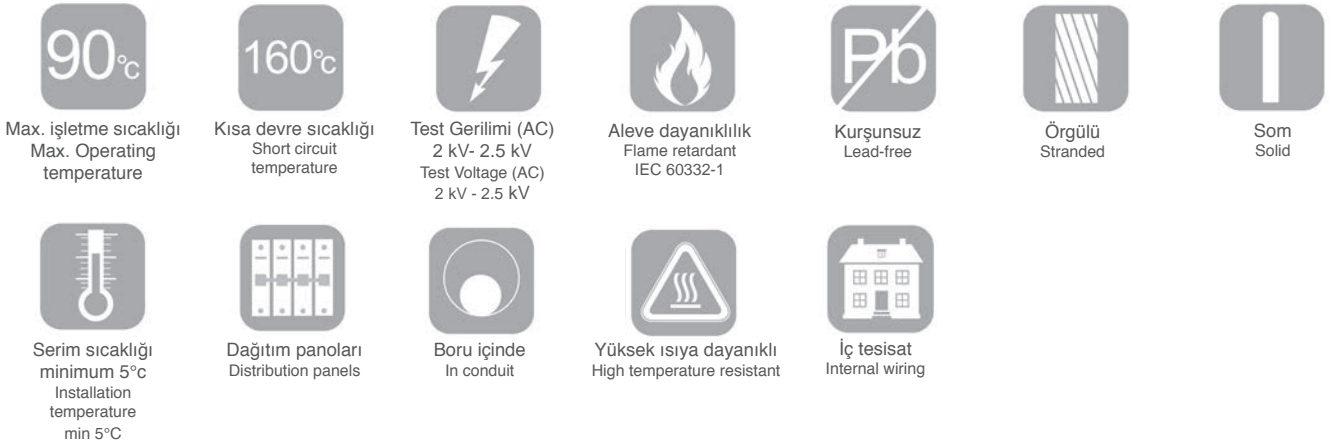 90°C
Max. işletme sıcaklığı
Max. Operating
temperature
160°C
Kısa devre sıcaklığı
Short circuit
temperature
Test Gerilimi (AC)
2 kV- 2.5 kV
Test Voltage (AC)
2 kV - 2.5 kV
Aleve dayanıklılık
Flame retardant
IEC 60332-1
Pb
Kurşunsuz
Lead-free
Örgülü
Stranded
Som
Solid
Serim sıcaklığı
minimum 5°c
Installation
temperature
min 5°C
Dağıtım panoları
Distribution panels
Boru içinde
In conduit
Yüksek ısıya dayanıklı
High temperature resistant
İç tesisat
Internal wiring